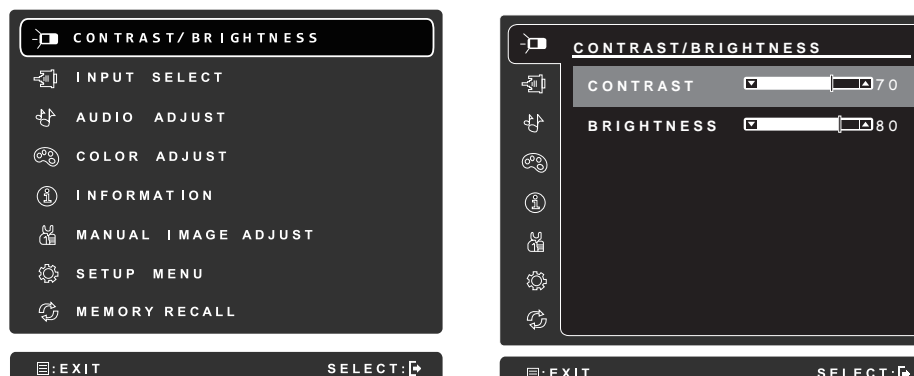 CONTRAST/BRIGHTNESS
INPUT SELECT
AUDIO ADJUST
COLOR ADJUST
INFORMATION
MANUAL IMAGE ADJUST
SETUP MENU
MEMORY RECALL
:EXIT SELECT:
CONTRAST/BRIGHTNESS
CONTRAST 70
BRIGHTNESS 80
:EXIT SELECT: